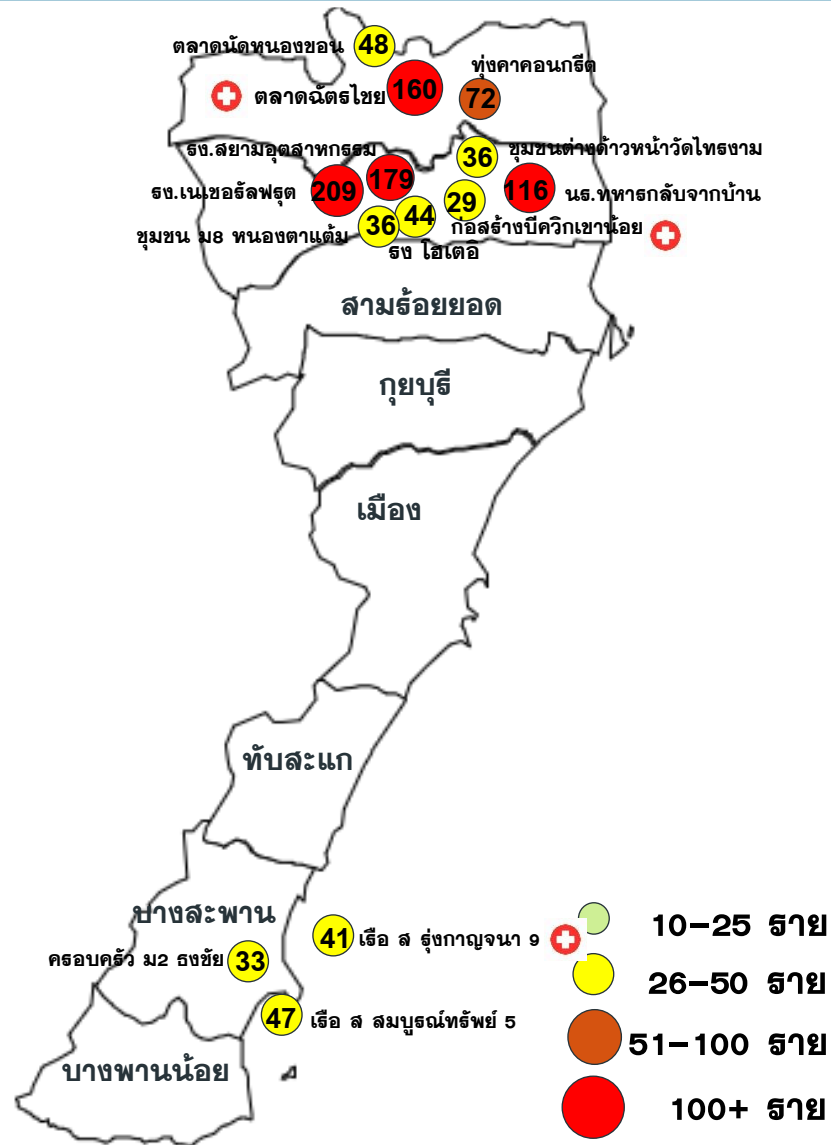 ตลาดนัดหนองขอน 48
ทุ่งคาคอนกรีต
ตลาดฉัตรไชย 160
72
รง.สยามอุตสาหกรรม
179
36 ชุมชนต่างด้าวหน้าวัดไทรงาม
รง.เนเชอรัลฟรุต 209
116 นร.ทหารกลับจากบ้าน
29
44
ชุมชน ม8 หนองตาแต้ม 36
ก่อสร้างบีควิกเขาน้อย
รง โฮเตอิ
สามร้อยยอด
กุยบุรี
เมือง
ทับสะแก
บางสะพาน
41 เรือ ส รุ่งกาญจนา 9
ครอบครัว ม2 ธงชัย 33
47 เรือ ส สมบูรณ์ทรัพย์ 5
บางพานน้อย
10-25 ราย
26-50 ราย
51-100 ราย
100+ ราย